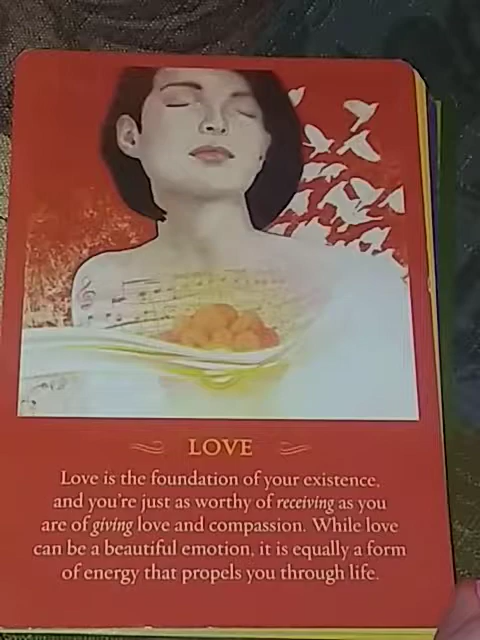 LOVE
Love is the foundation of your existence,
and you're just as worthy of receiving as you
are of giving love and compassion. While love
can be a beautiful emotion, it is equally a form
of energy that propels you through life.